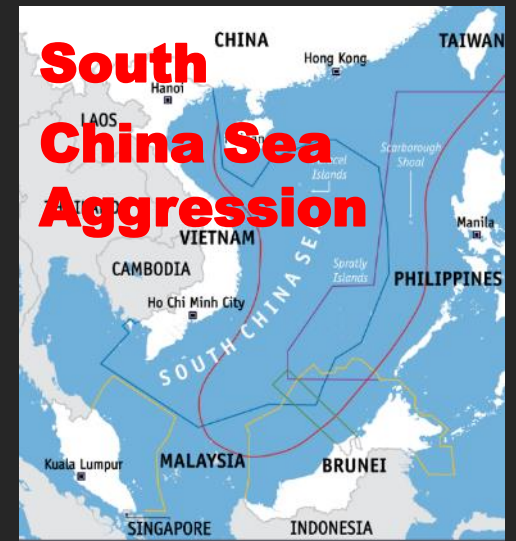 South
China Sea
Aggression
CHINA
TAIWAN
Hong Kong
Hanoi
LAOS
Scarborough
Shoal
Islands
VIETNAM
Manila
CAMBODIA
Spratly
Islands
PHILIPPINES
Ho Chi Minh City
SOUTH CHINA SEA
Kuala Lumpur
MALAYSIA
BRUNEI
SINGAPORE
INDONESIA